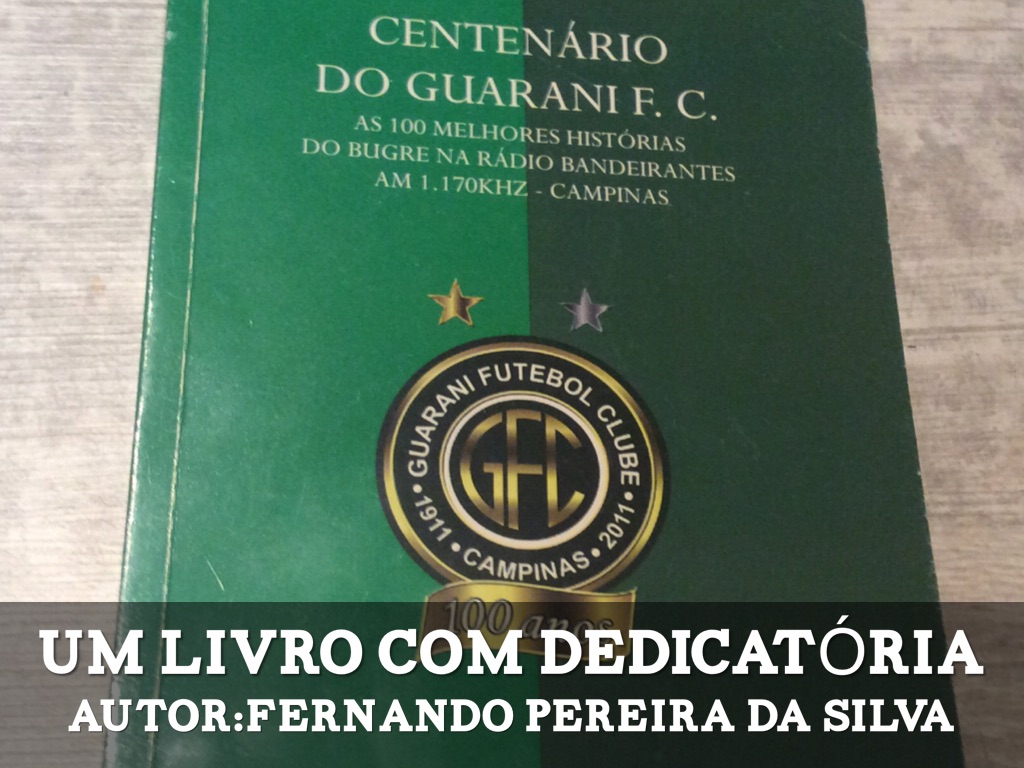 CENTENÁRIO
DO GUARANI F. C.
AS 100 MELHORES HISTÓRIAS
DO BUGRE NA RÁDIO BANDEIRANTES
AM 1.170KHZ - CAMPINAS
GUARANI FUTEBOL CLUBE
GFC
• 1911 • CAMPINAS • 2011 •
100 anos
UM LIVRO COM DEDICATÓRIA
AUTOR:FERNANDO PEREIRA DA SILVA